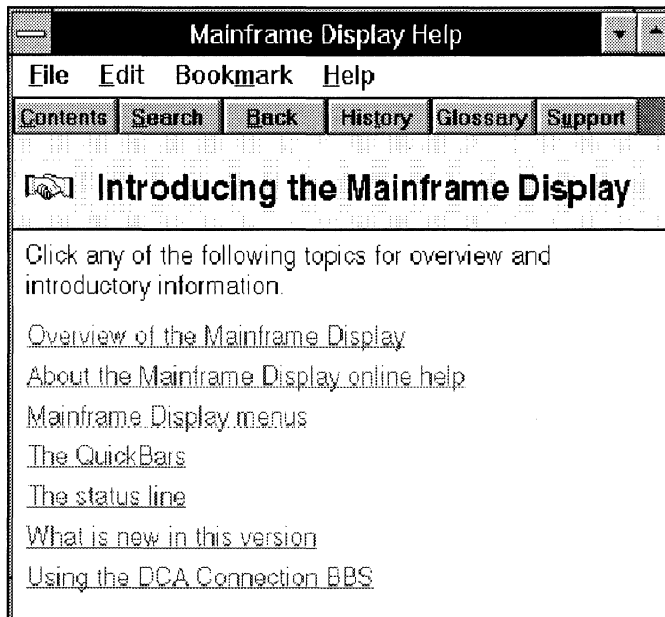 Mainframe Display Help
File Edit Bookmark Help
Contents Search Back History Glossary Support
Introducing the Mainframe Display
Click any of the following topics for overview and
introductory information.
Overview of the Mainframe Display
About the Mainframe Display online help
Mainframe Display menus
The QuickBars
The status line
What is new in this version
Using the DCA Connection BBS